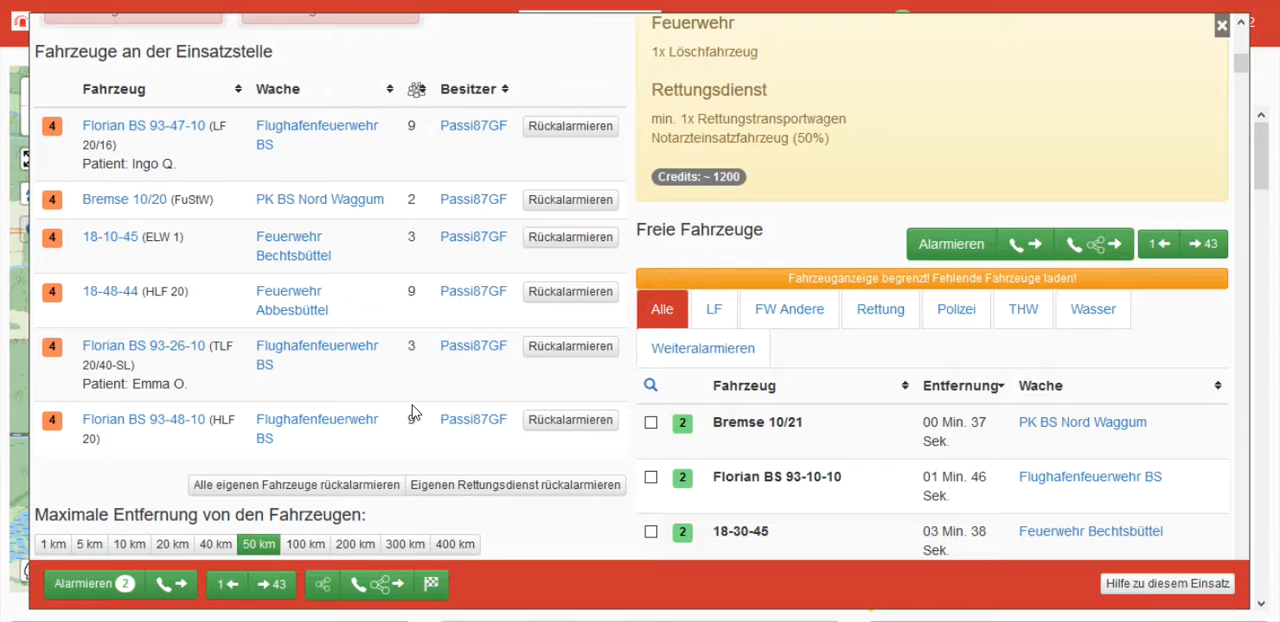 Fahrzeuge an der Einsatzstelle
Fahrzeug Wache Besitzer
4 Florian BS 93-47-10 (LF Flughafenfeuerwehr 9 Passi87GF Rückalarmieren
20/16) BS
Patient: Ingo Q.
4 Bremse 10/20 (FuStW) PK BS Nord Waggum 2 Passi87GF Rückalarmieren
4 18-10-45 (ELW 1) Feuerwehr 3 Passi87GF Rückalarmieren
Bechtsbüttel
4 18-48-44 (HLF 20) Feuerwehr 9 Passi87GF Rückalarmieren
Abbesbüttel
4 Florian BS 93-26-10 (TLF Flughafenfeuerwehr 3 Passi87GF Rückalarmieren
20/40-SL) BS
Patient: Emma O.
4 Florian BS 93-48-10 (HLF Flughafenfeuerwehr Passi87GF Rückalarmieren
20) BS
Alle eigenen Fahrzeuge rückalarmieren Eigenen Rettungsdienst rückalarmieren
Maximale Entfernung von den Fahrzeugen:
1 km 5 km 10 km 20 km 40 km 50 km 100 km 200 km 300 km 400 km
Feuerwehr
1x Löschfahrzeug
Rettungsdienst
min. 1x Rettungstransportwagen
Notarzteinsatzfahrzeug (50%)
Credits: ~ 1200
Freie Fahrzeuge
Alarmieren 1 43
Fahrzeuganzeige begrenzt! Fehlende Fahrzeuge laden!
Alle LF FW Andere Rettung Polizei THW Wasser
Weiteralarmieren
Fahrzeug Entfernung Wache
2 Bremse 10/21 00 Min. 37 PK BS Nord Waggum
Sek.
2 Florian BS 93-10-10 01 Min. 46 Flughafenfeuerwehr BS
Sek.
2 18-30-45 03 Min. 38 Feuerwehr Bechtsbüttel
Sek.
Alarmieren 2 1 43 Hilfe zu diesem Einsatz